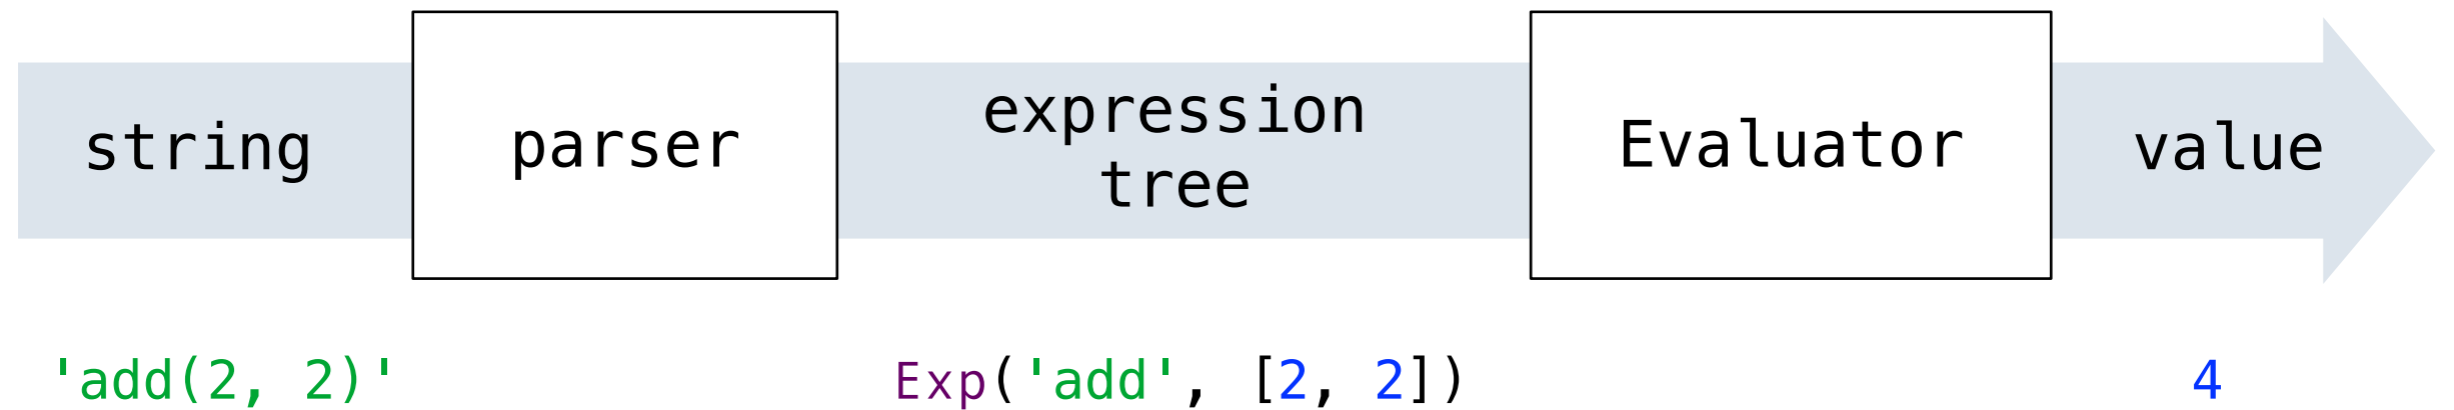 string
parser
expression
tree
Evaluator
value
'add(2, 2)'
Exp('add', [2, 2])
4